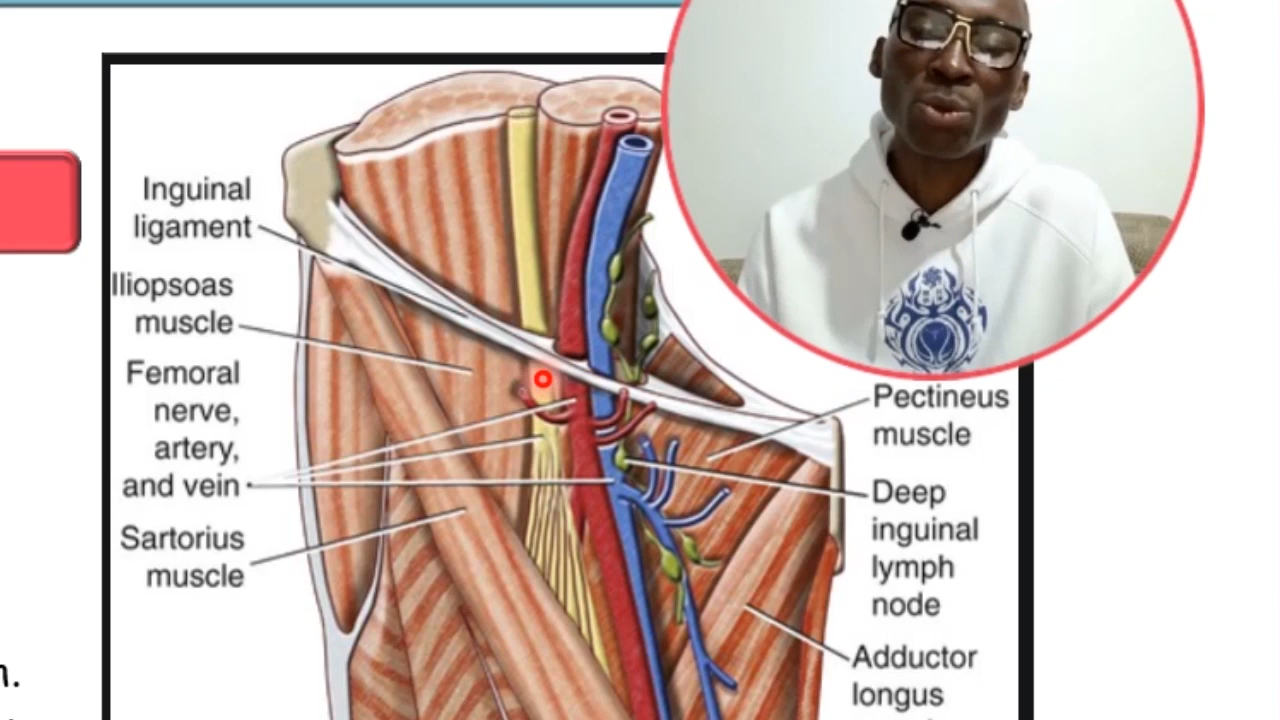 Inguinal
ligament
Iliopsoas
muscle
Femoral
nerve,
artery,
and vein
Sartorius
muscle
Pectineus
muscle
Deep
inguinal
lymph
node
Adductor
longus